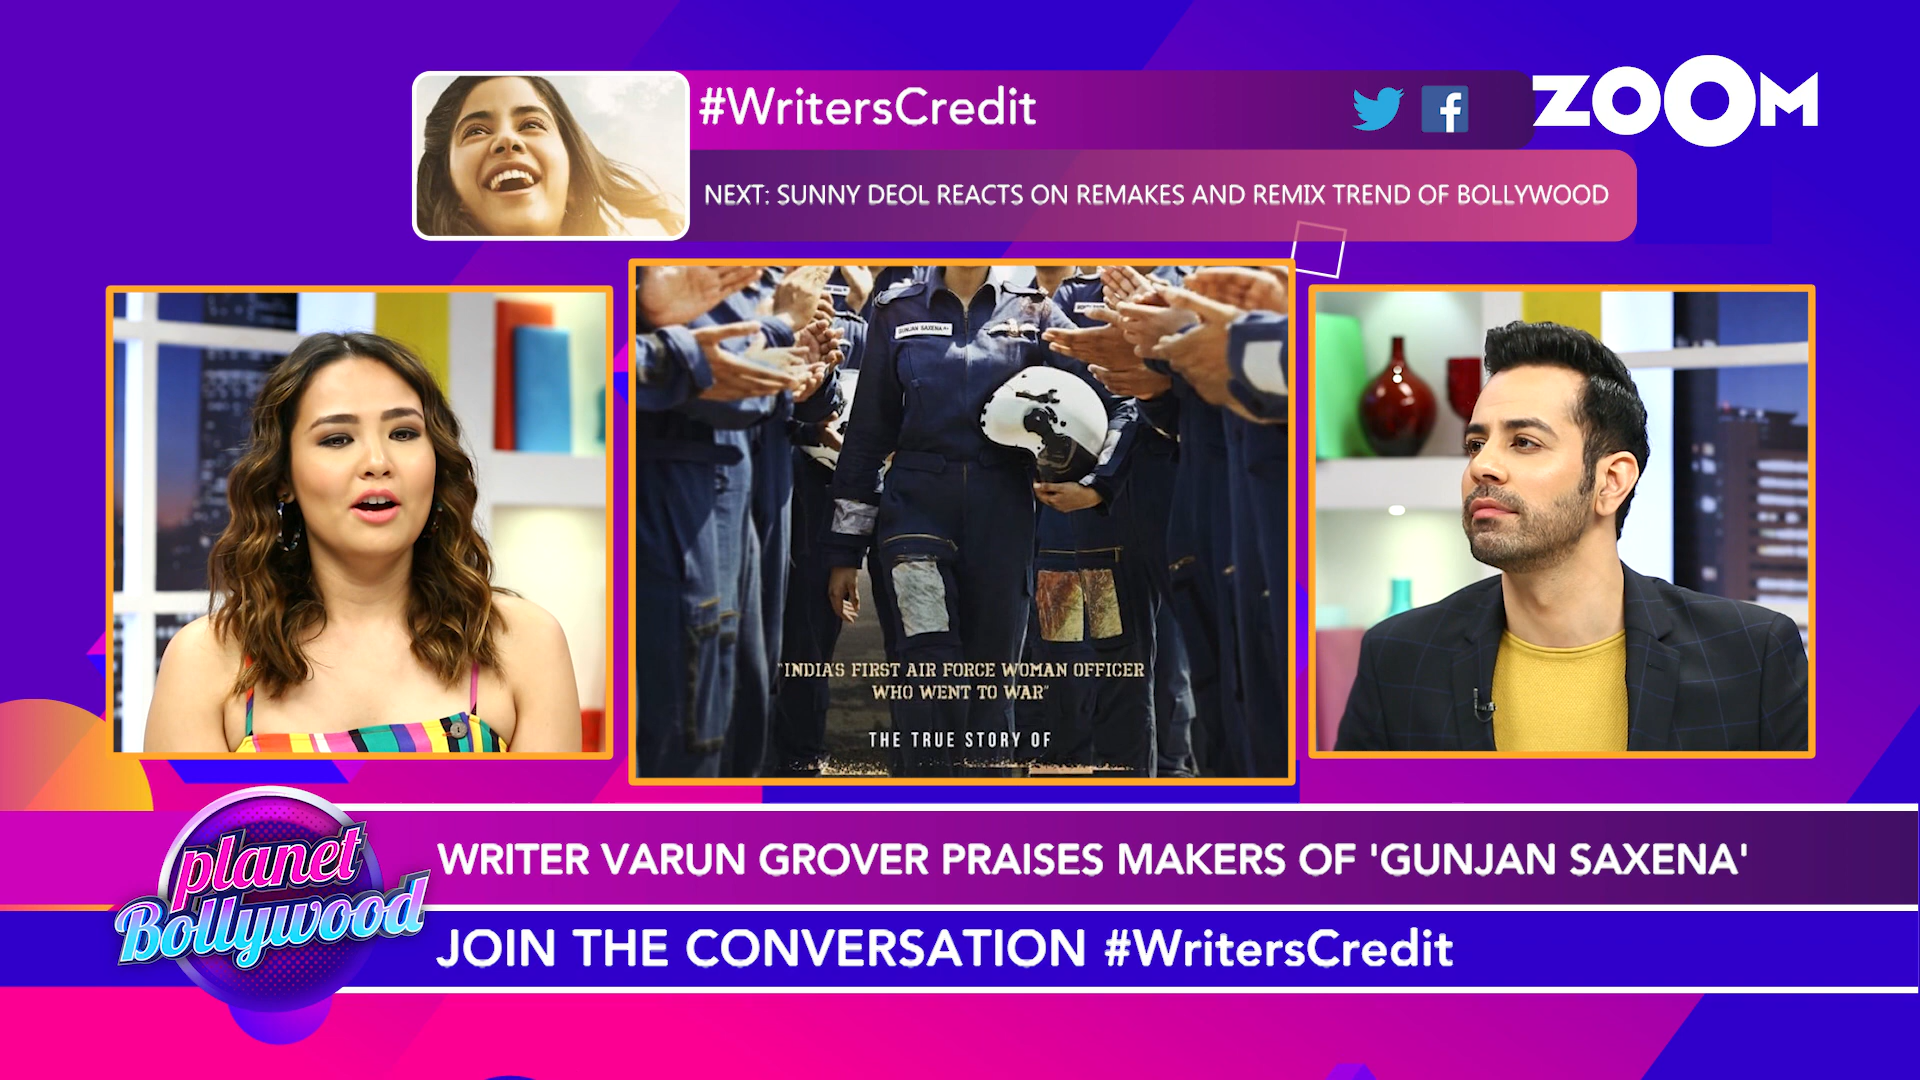 #WritersCredit
ZOOM
NEXT: SUNNY DEOL REACTS ON REMAKES AND REMIX TREND OF BOLLYWOOD
GUNJAN SAXENA
"INDIA'S FIRST AIR FORCE WOMAN OFFICER
WHO WENT TO WAR"
THE TRUE STORY OF
planet
Bollywood
WRITER VARUN GROVER PRAISES MAKERS OF 'GUNJAN SAXENA'
JOIN THE CONVERSATION #WritersCredit